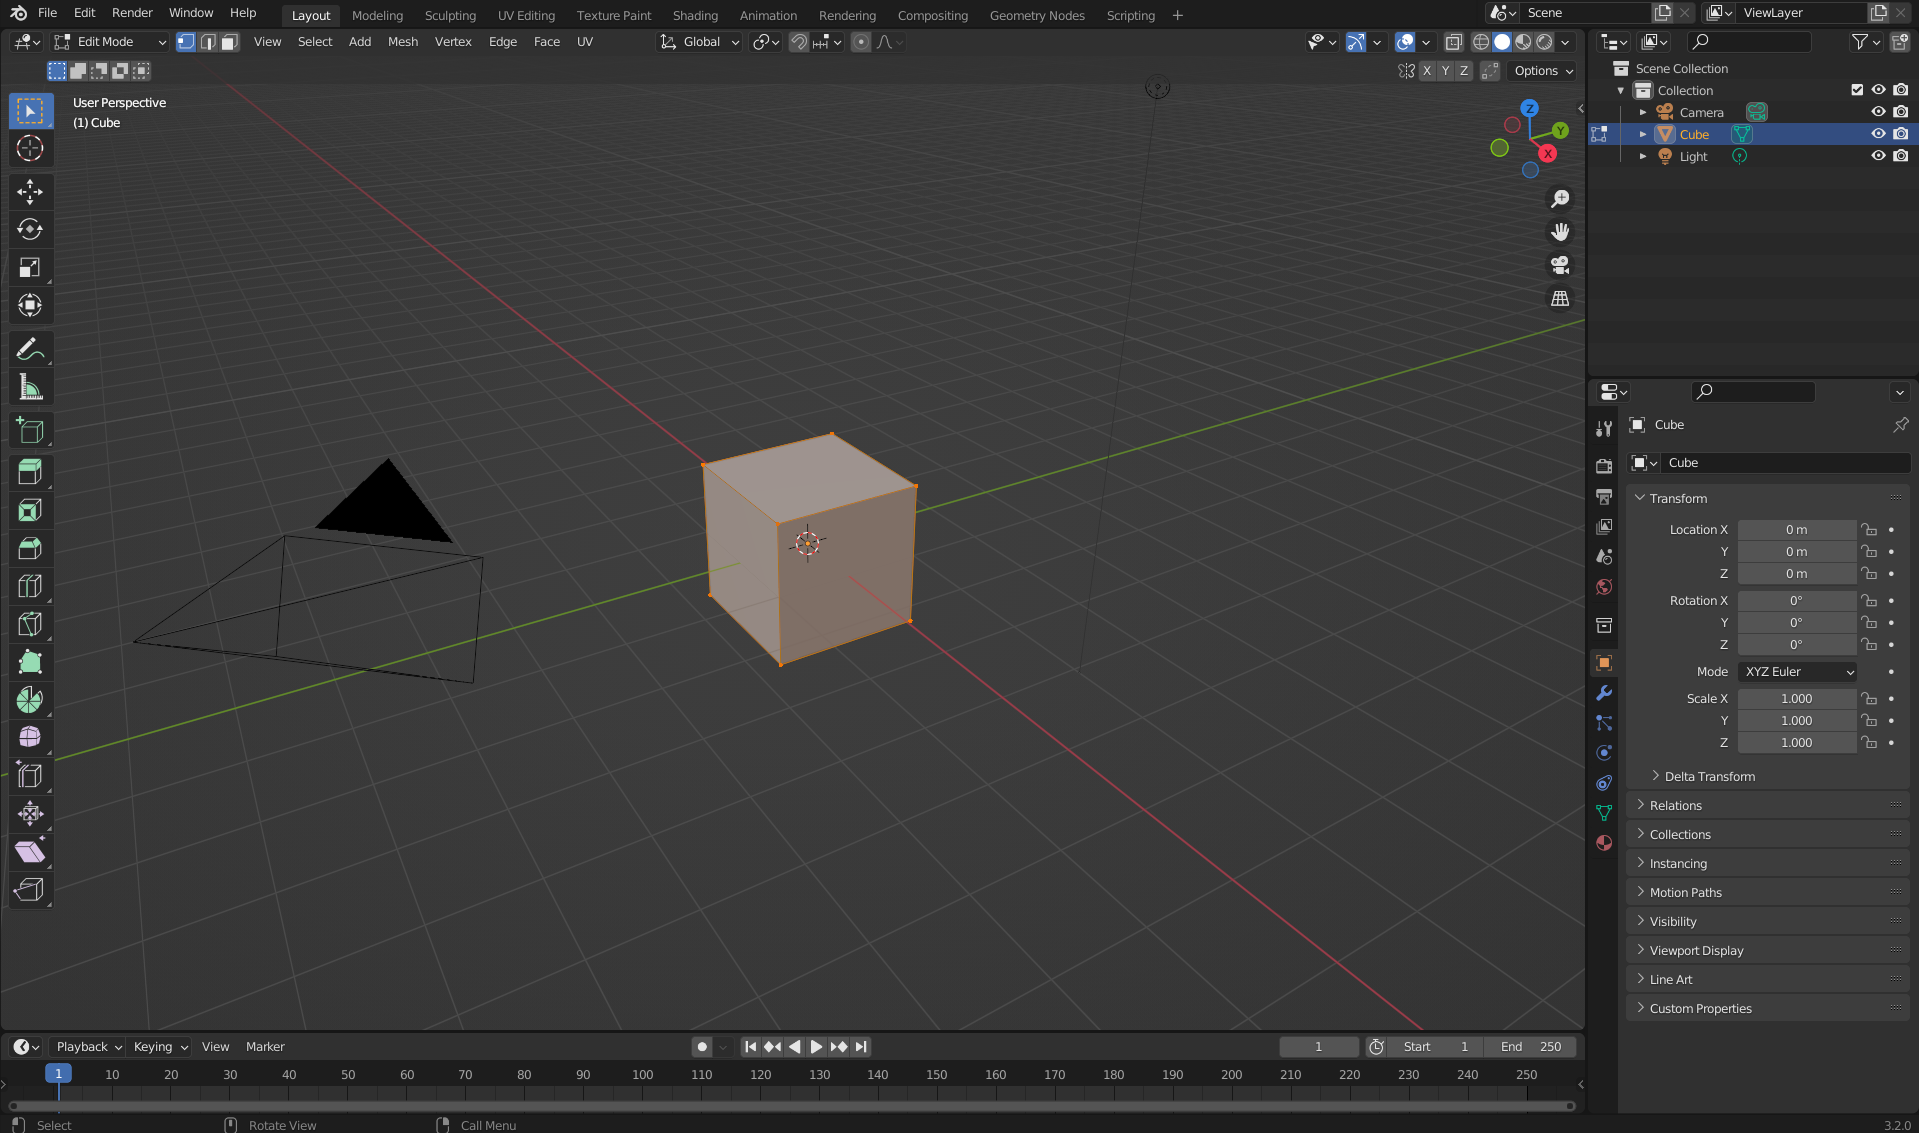 File Edit Render Window Help Layout Modeling Sculpting UV Editing Texture Paint Shading Animation Rendering Compositing Geometry Nodes Scripting + Scene ViewLayer
Edit Mode View Select Add Mesh Vertex Edge Face UV Global
X Y Z Options
User Perspective
(1) Cube
Z
Y
X
Scene Collection
Collection
Camera
Cube
Light
Cube
Cube
Transform
Location X 0 m
Y 0 m
Z 0 m
Rotation X 0°
Y 0°
Z 0°
Mode XYZ Euler
Scale X 1.000
Y 1.000
Z 1.000
Delta Transform
Relations
Collections
Instancing
Motion Paths
Visibility
Viewport Display
Line Art
Custom Properties
Playback Keying View Marker 1 Start 1 End 250
1 10 20 30 40 50 60 70 80 90 100 110 120 130 140 150 160 170 180 190 200 210 220 230 240 250
Select Rotate View Call Menu 3.2.0